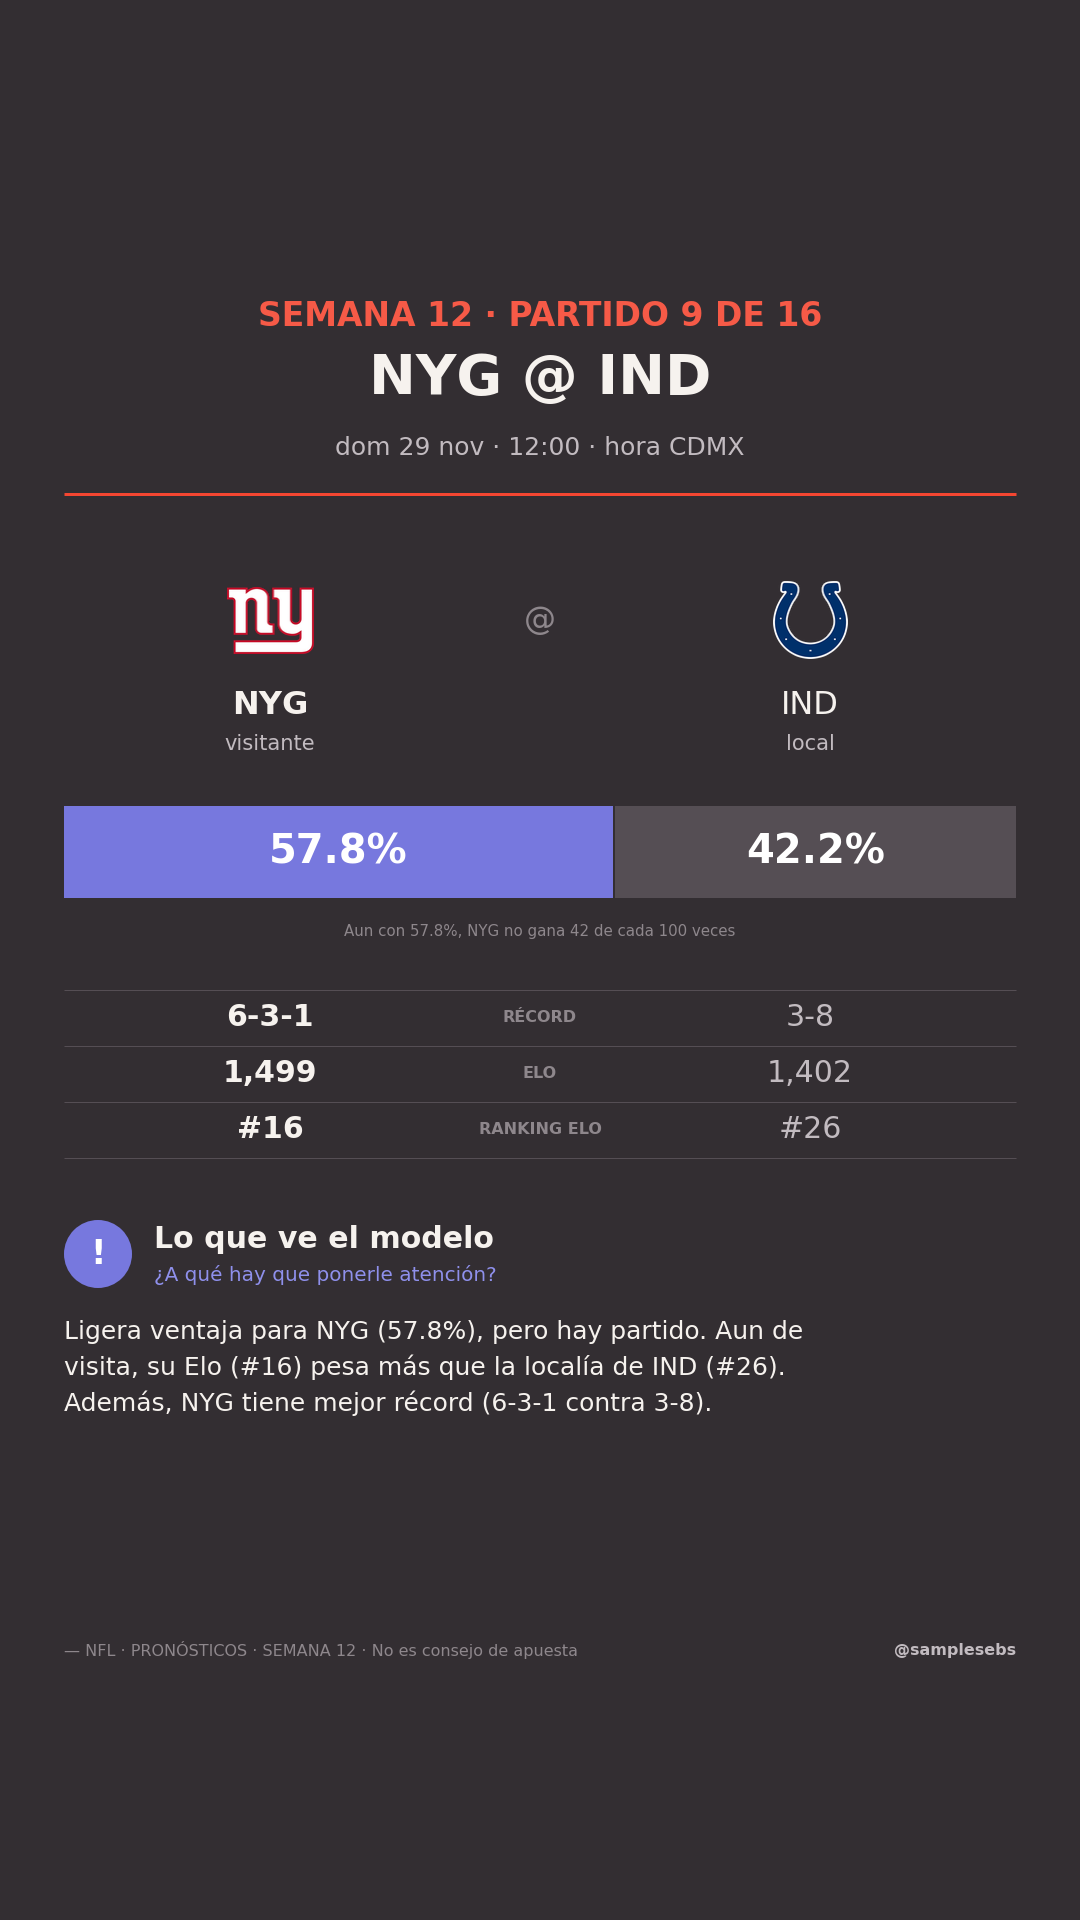 SEMANA 12 · PARTIDO 9 DE 16
NYG @ IND
dom 29 nov · 12:00 · hora CDMX
ny
@
NYG
IND
visitante
local
57.8%
42.2%
Aun con 57.8%, NYG no gana 42 de cada 100 veces
6-3-1 RÉCORD 3-8
1,499 ELO 1,402
#16 RANKING ELO #26
!
Lo que ve el modelo
¿A qué hay que ponerle atención?
Ligera ventaja para NYG (57.8%), pero hay partido. Aun de
visita, su Elo (#16) pesa más que la localía de IND (#26).
Además, NYG tiene mejor récord (6-3-1 contra 3-8).
— NFL · PRONÓSTICOS · SEMANA 12 · No es consejo de apuesta
@samplesebs